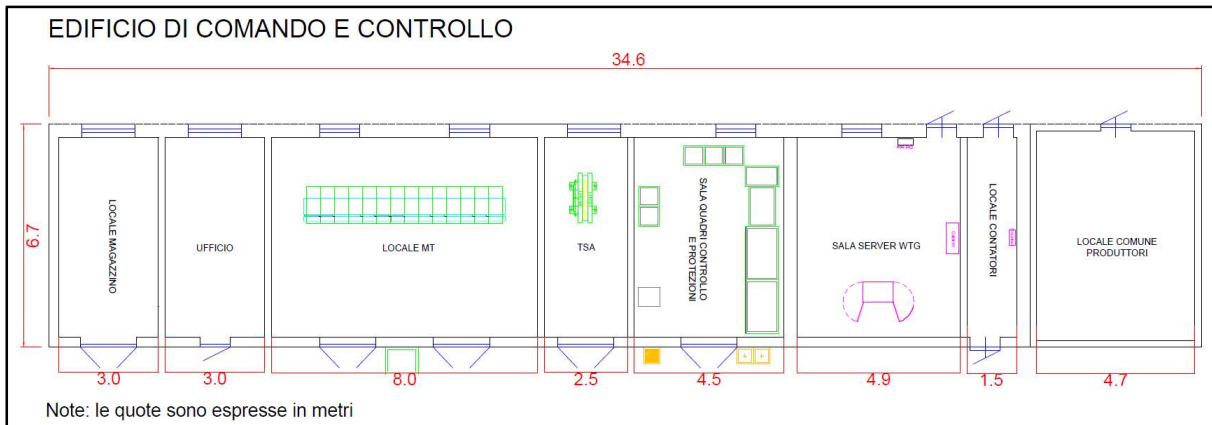 EDIFICIO DI COMANDO E CONTROLLO
34.6
6.7
LOCALE MAGAZZINO
UFFICIO
LOCALE MT
TSA
SALA QUADRI CONTROLLO
E PROTEZIONI
SALA SERVER WTG
LOCALE CONTATORI
LOCALE COMUNE
PRODUTTORI
3.0
3.0
8.0
2.5
4.5
4.9
1.5
4.7
Note: le quote sono espresse in metri